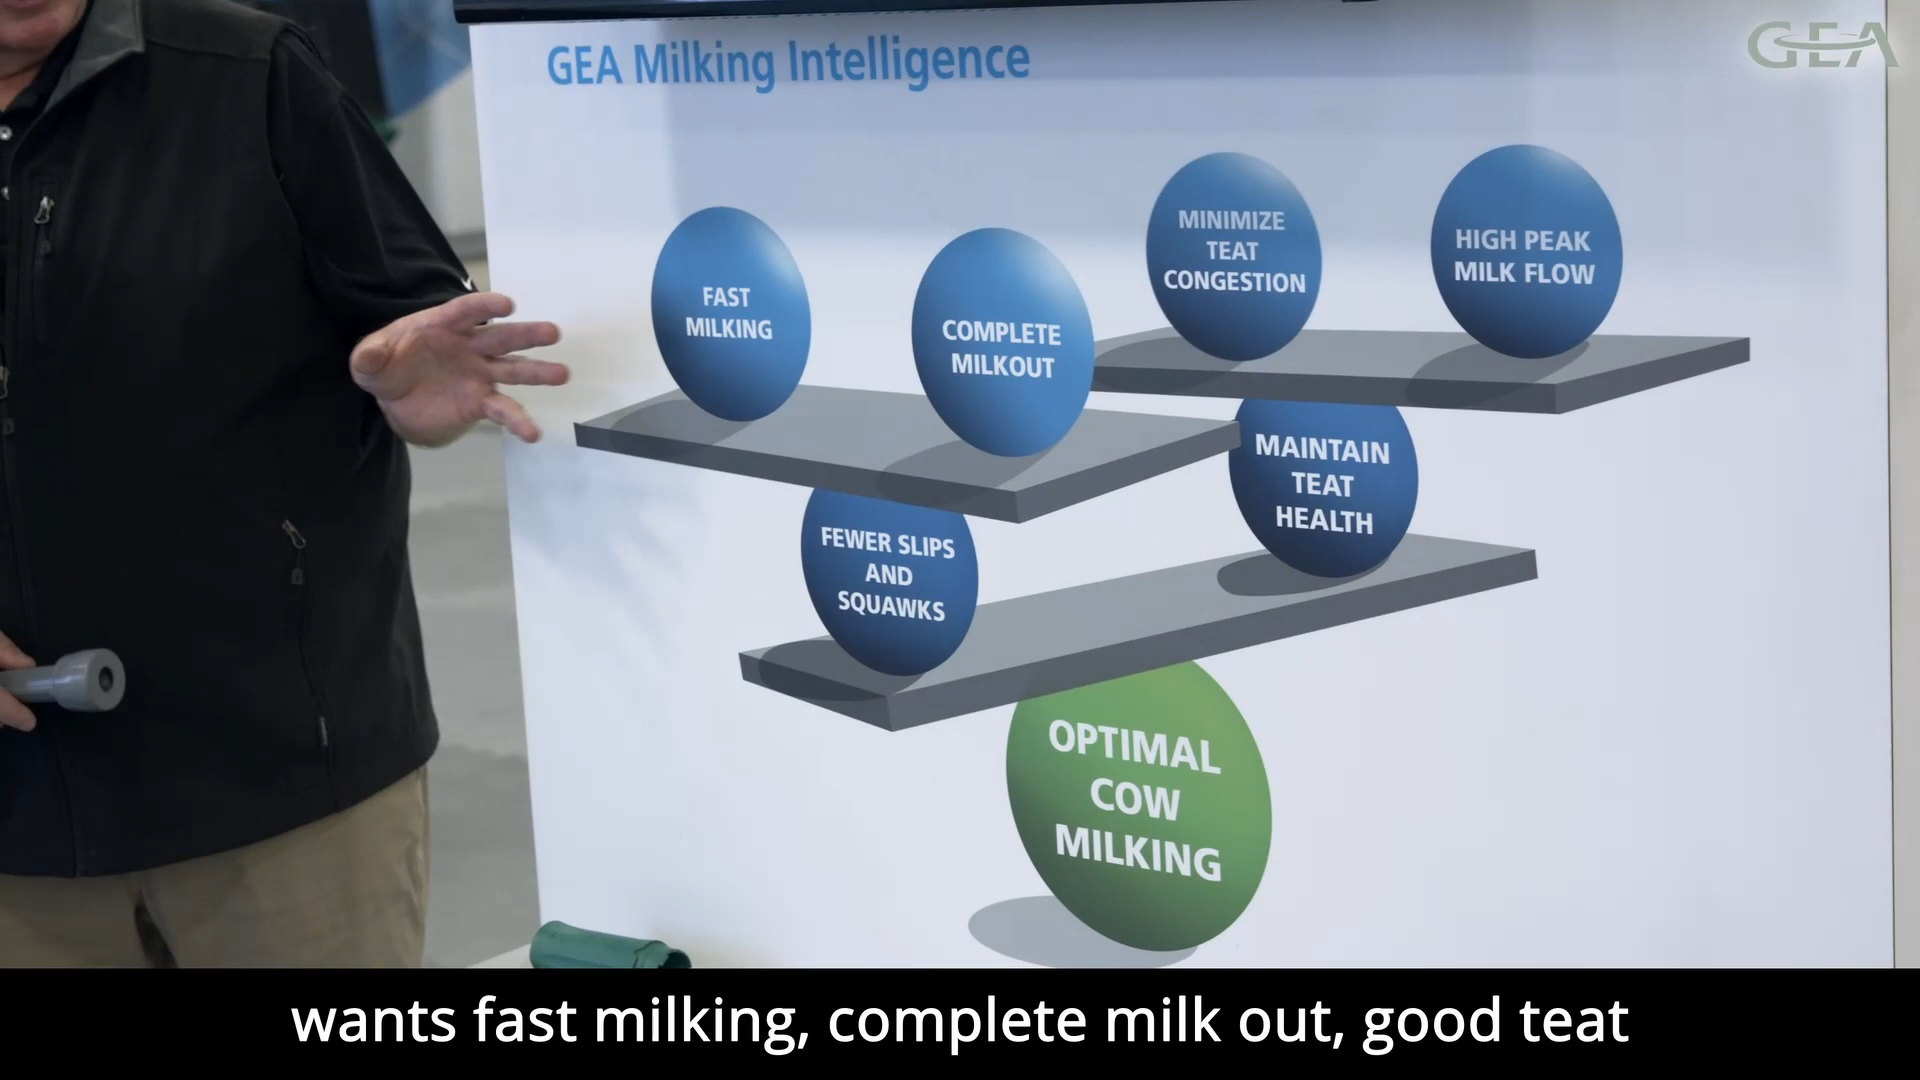 GEA Milking Intelligence
GEA
FAST
MILKING
COMPLETE
MILKOUT
MINIMIZE
TEAT
CONGESTION
HIGH PEAK
MILK FLOW
FEWER SLIPS
AND
SQUAWKS
MAINTAIN
TEAT
HEALTH
OPTIMAL
COW
MILKING
wants fast milking, complete milk out, good teat